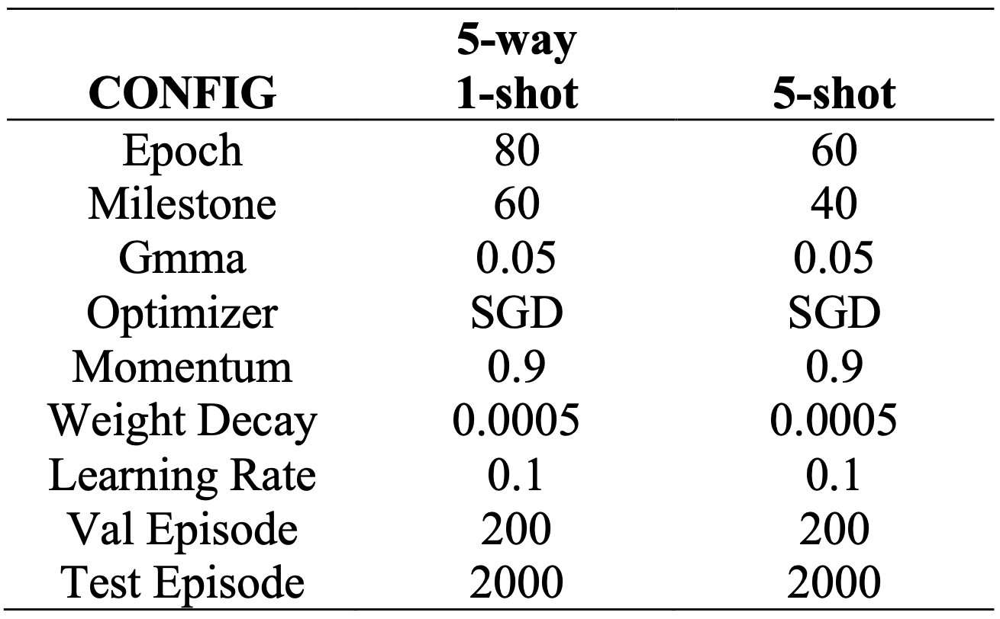 5-way
CONFIG 1-shot 5-shot
Epoch 80 60
Milestone 60 40
Gmma 0.05 0.05
Optimizer SGD SGD
Momentum 0.9 0.9
Weight Decay 0.0005 0.0005
Learning Rate 0.1 0.1
Val Episode 200 200
Test Episode 2000 2000